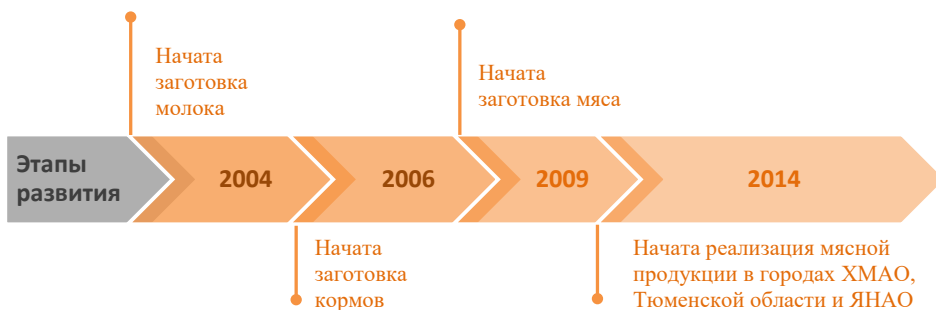 Начата
заготовка
молока
Начата
заготовка мяса
Этапы
развития
2004
2006
2009
2014
Начата
заготовка
кормов
Начата реализация мясной
продукции в городах ХМАО,
Тюменской области и ЯНАО